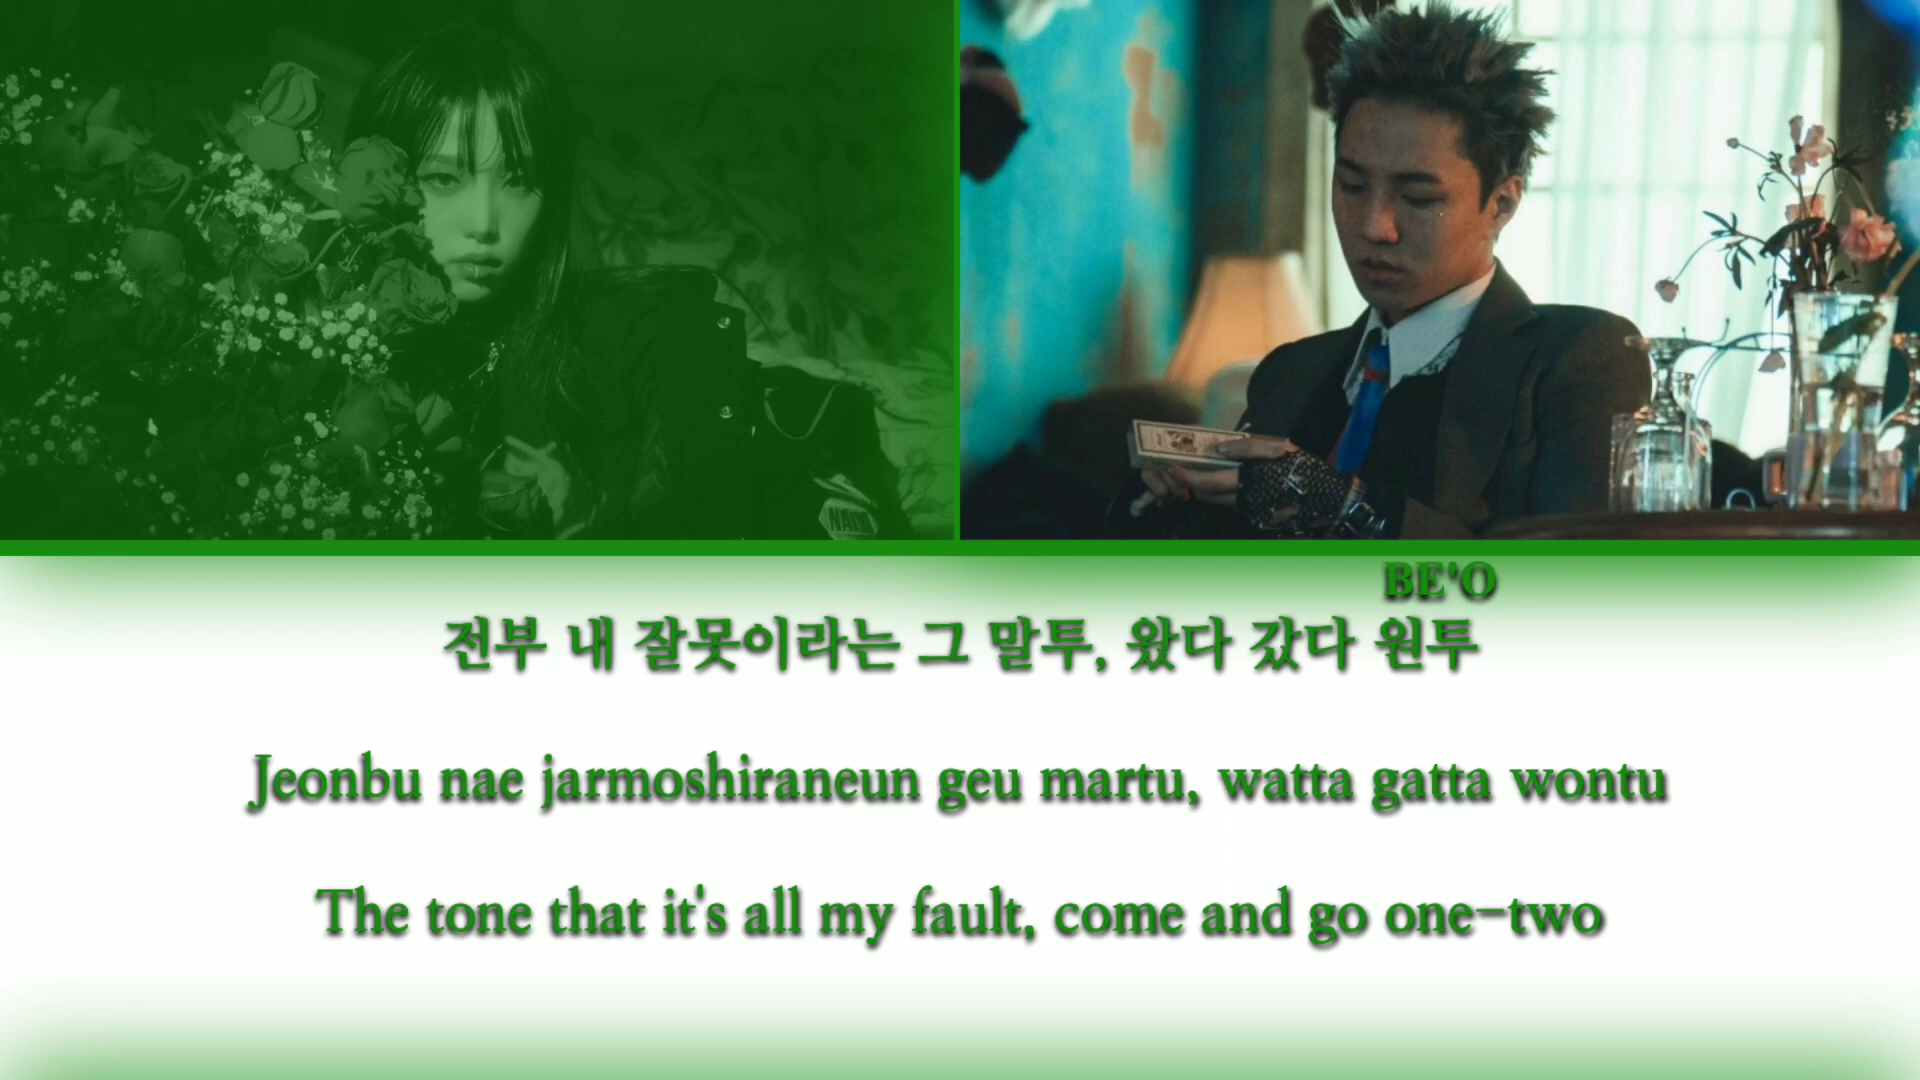 BE'O
전부 내 잘못이라는 그 말투, 왔다 갔다 원투
Jeonbu nae jarmoshiraneun geu martu, watta gatta wontu
The tone that it's all my fault, come and go one-two